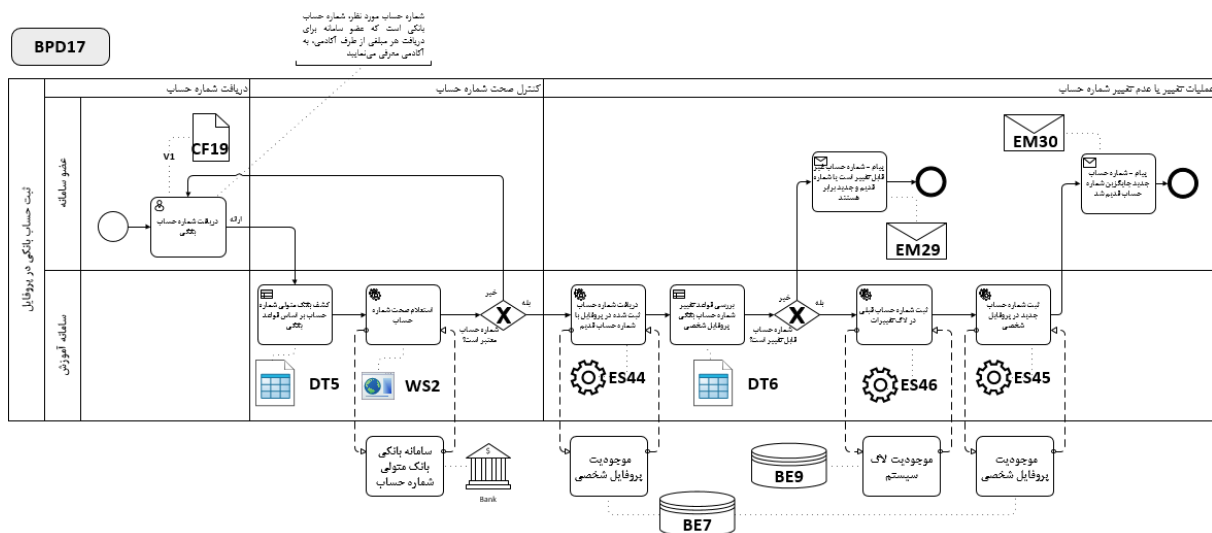 BPD17
شماره حساب مورد نظر، شماره حساب
بانکی است که عضو سامانه برای
دریافت هر مبلغی از طرف آکادمی، به
آکادمی معرفی می‌نمایید
دریافت شماره حساب
کنترل صحت شماره حساب
عملیات تغییر یا عدم تغییر شماره حساب
ثبت حساب بانکی در پروفایل
عضو سامانه
CF19
V1
دریافت شماره حساب
بانکی
ارائه
پیام - شماره حساب غیر
قابل تغییر است یا شماره
قدیم و جدید برابر
هستند
EM29
EM30
پیام - شماره حساب
جدید جایگزین شماره
حساب قدیم شد
سامانه آموزش
کشف بانک متولی شماره
حساب بر اساس قواعد
بانکی
DT5
استعلام صحت شماره
حساب
WS2
خیر
بله
X
شماره حساب
معتبر است؟
دریافت شماره حساب
ثبت شده در پروفایل با
شماره حساب قدیم
ES44
بررسی قواعد تغییر
شماره حساب بانکی
پروفایل شخصی
DT6
خیر
بله
X
شماره حساب
قابل تغییر است؟
ثبت شماره حساب قبلی
در لاگ تغییرات
ES46
ثبت شماره حساب
جدید در پروفایل
شخصی
ES45
سامانه بانکی
بانک متولی
شماره حساب
$
Bank
موجودیت
پروفایل شخصی
BE7
BE9
موجودیت لاگ
سیستم
موجودیت
پروفایل شخصی